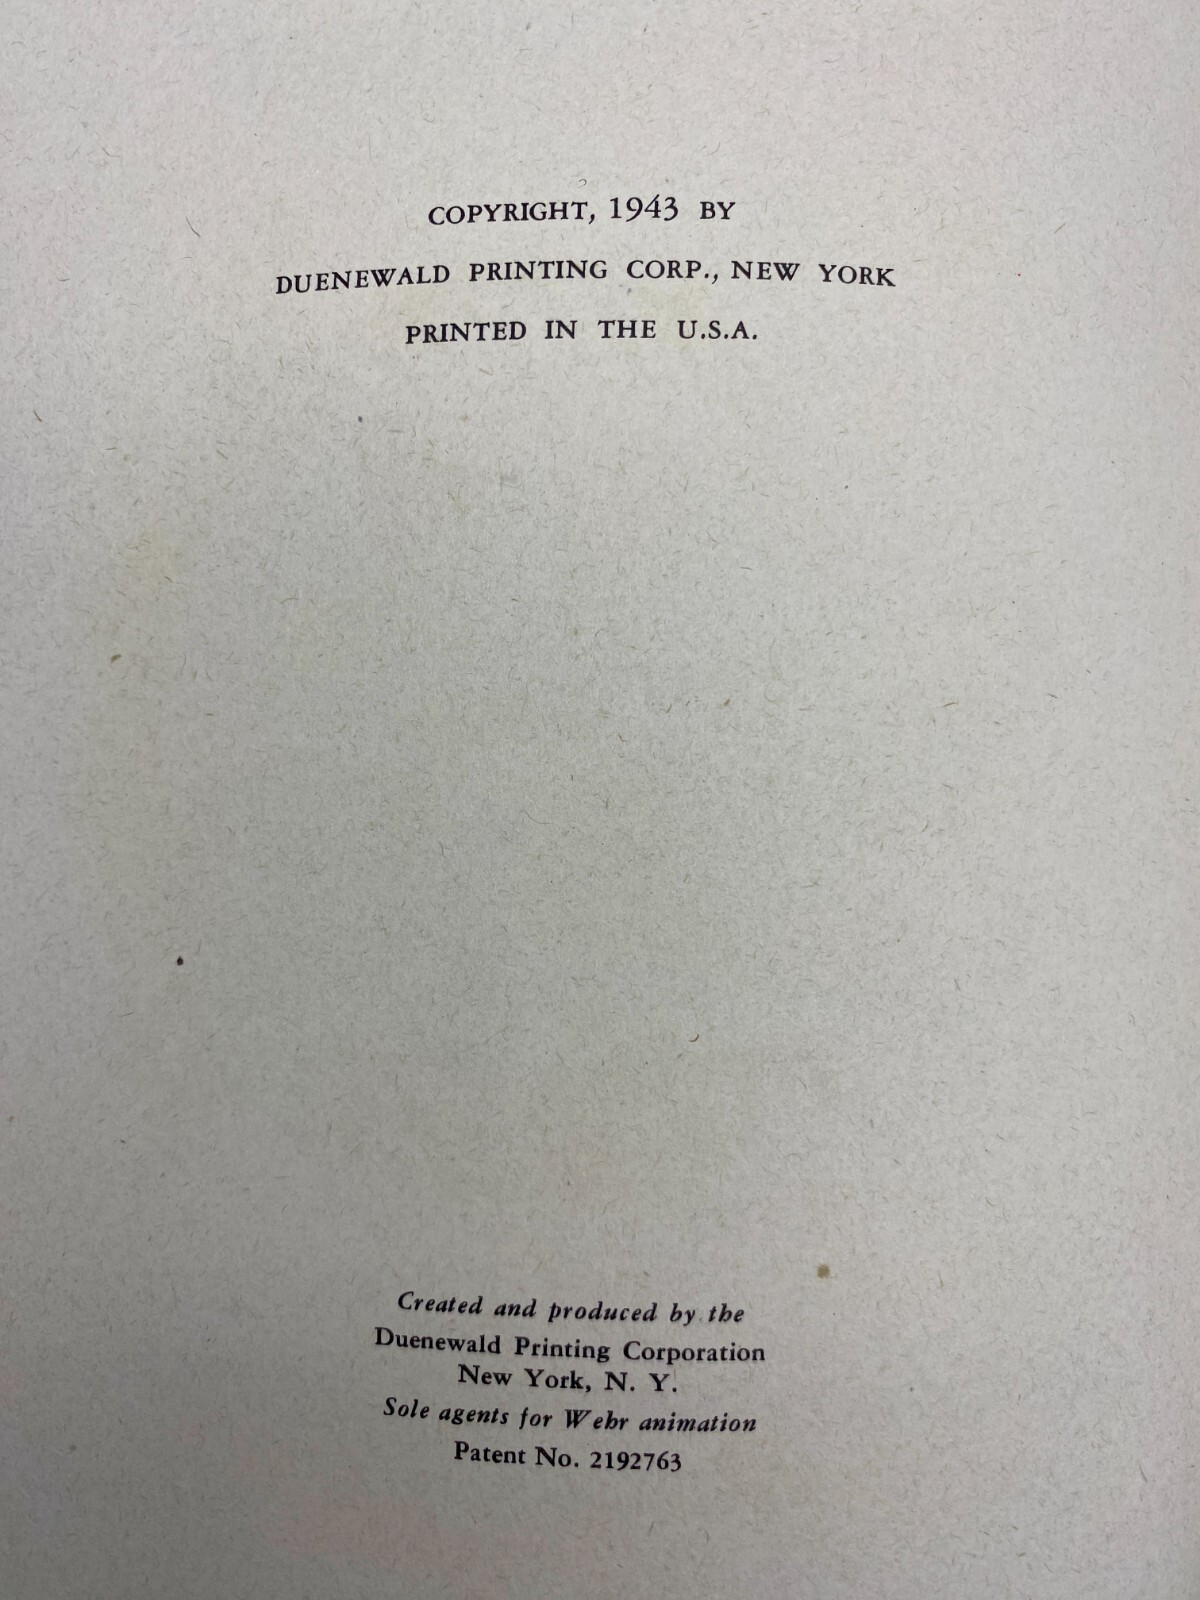 COPYRIGHT, 1943 BY
DUENEWALD PRINTING CORP., NEW YORK
PRINTED IN THE U.S.A.
Created and produced by the
Duenewald Printing Corporation
New York, N. Y.
Sole agents for Wehr animation
Patent No. 2192763